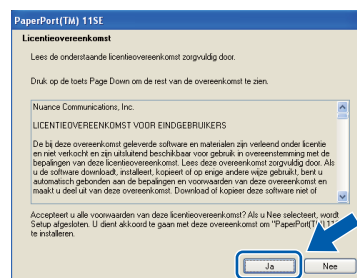 PaperPort(TM) 11SE
Licentieovereenkomst
Lees de onderstaande licentieovereenkomst zorgvuldig door.
Druk op de toets Page Down om de rest van de overeenkomst te zien.
Nuance Communications, Inc.
LICENTIEOVEREENKOMST VOOR EINDGEBRUIKERS
De bij deze overeenkomst geleverde software en materialen zijn verleend onder licentie
en niet verkocht en zijn uitsluitend beschikbaar voor gebruik in overeenstemming met de
bepalingen van deze licentieovereenkomst. Lees deze overeenkomst zorgvuldig door. Als
u de software downloadt, installeert, kopieert of op enige andere wijze gebruikt, bent u
automatisch gebonden aan de bepalingen en voorwaarden van deze overeenkomst en
maakt u deel uit van deze overeenkomst. Download of kopieer deze software niet of
Accepteert u alle voorwaarden van deze licentieovereenkomst? Als u Nee selecteert, wordt
Setup afgesloten. U dient akkoord te gaan met deze overeenkomst om "PaperPort(TM) 11
te installeren.
Ja
Nee